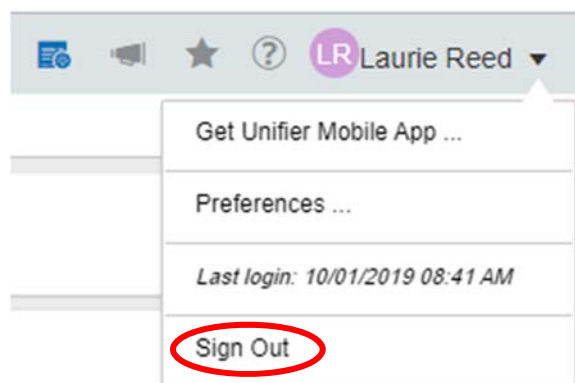 ? LR Laurie Reed
Get Unifier Mobile App ...
Preferences ...
Last login: 10/01/2019 08:41 AM
Sign Out